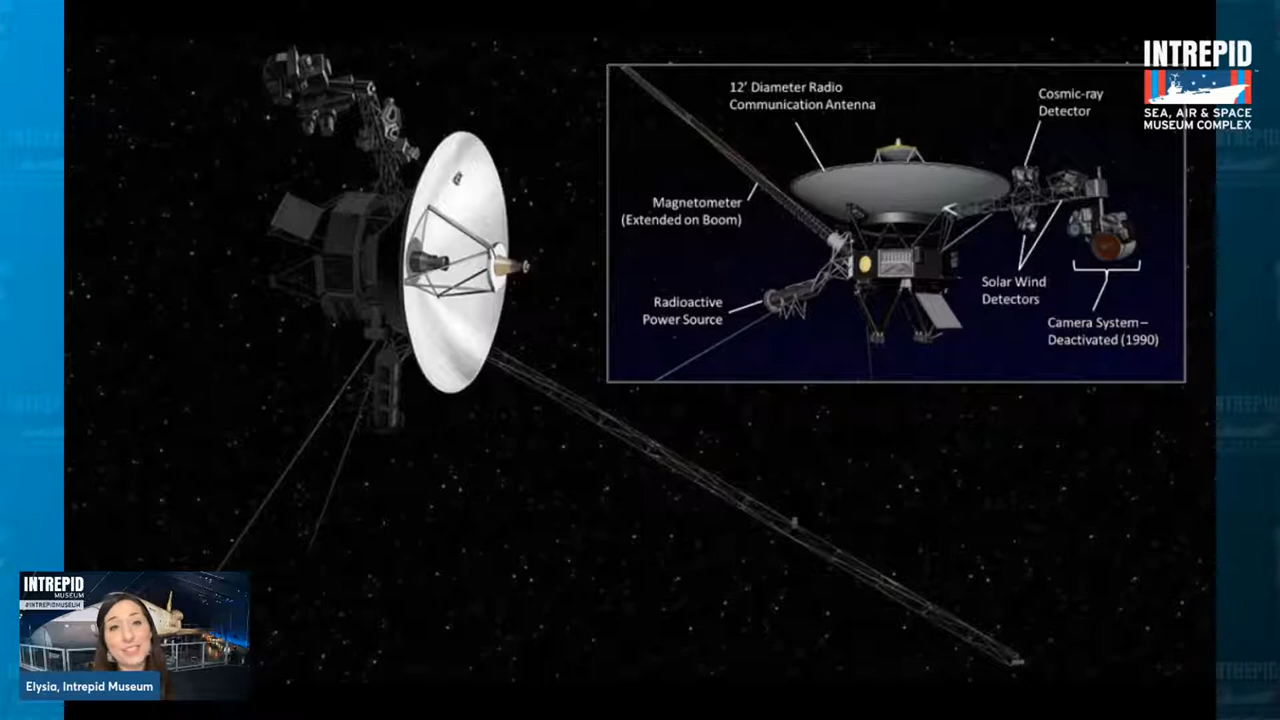 INTREPID
SEA, AIR & SPACE
MUSEUM COMPLEX
12' Diameter Radio
Communication Antenna
Cosmic-ray
Detector
Magnetometer
(Extended on Boom)
Solar Wind
Detectors
Radioactive
Power Source
Camera System–
Deactivated (1990)
INTREPID
MUSEUM
@INTREPIDMUSEUM
Elysia, Intrepid Museum